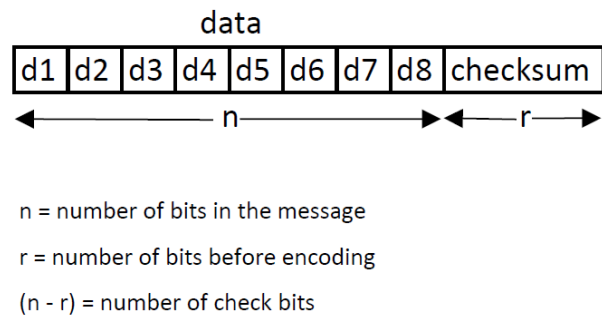 data
d1 d2 d3 d4 d5 d6 d7 d8 checksum
n r
n = number of bits in the message
r = number of bits before encoding
(n - r) = number of check bits